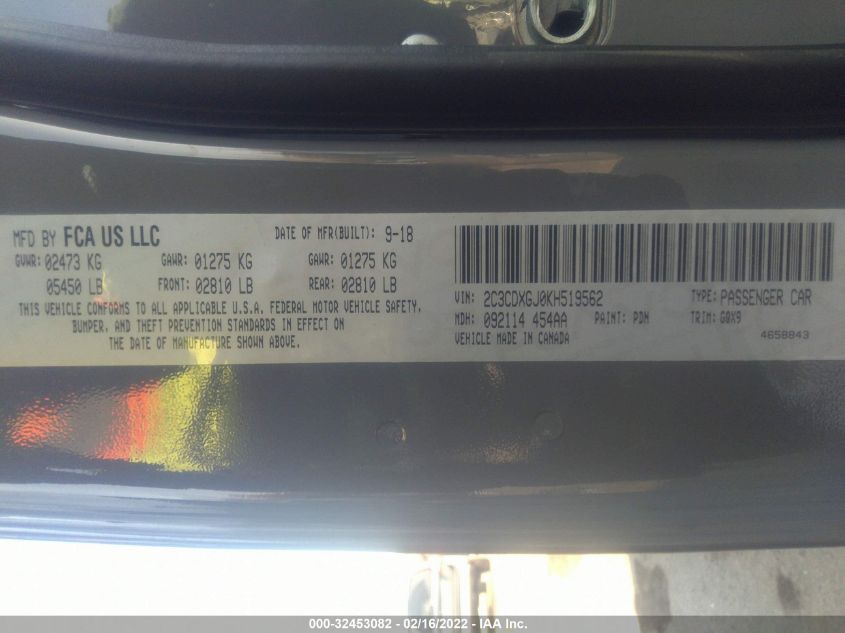 MFD BY FCA US LLC DATE OF MFR(BUILT): 9-18
GVWR: 02473 KG GAWR: 01275 KG GAWR: 01275 KG
05450 LB FRONT: 02810 LB REAR: 02810 LB
THIS VEHICLE CONFORMS TO ALL APPLICABLE U.S.A. FEDERAL MOTOR VEHICLE SAFETY,
BUMPER, AND THEFT PREVENTION STANDARDS IN EFFECT ON
THE DATE OF MANUFACTURE SHOWN ABOVE.
VIN: 2C3CDXGJ0KH519562 TYPE: PASSENGER CAR
MDH: 092114 454AA PAINT: PDN TRIM: GQX9
VEHICLE MADE IN CANADA 4658843
000-32453082 - 02/16/2022 - IAA Inc.